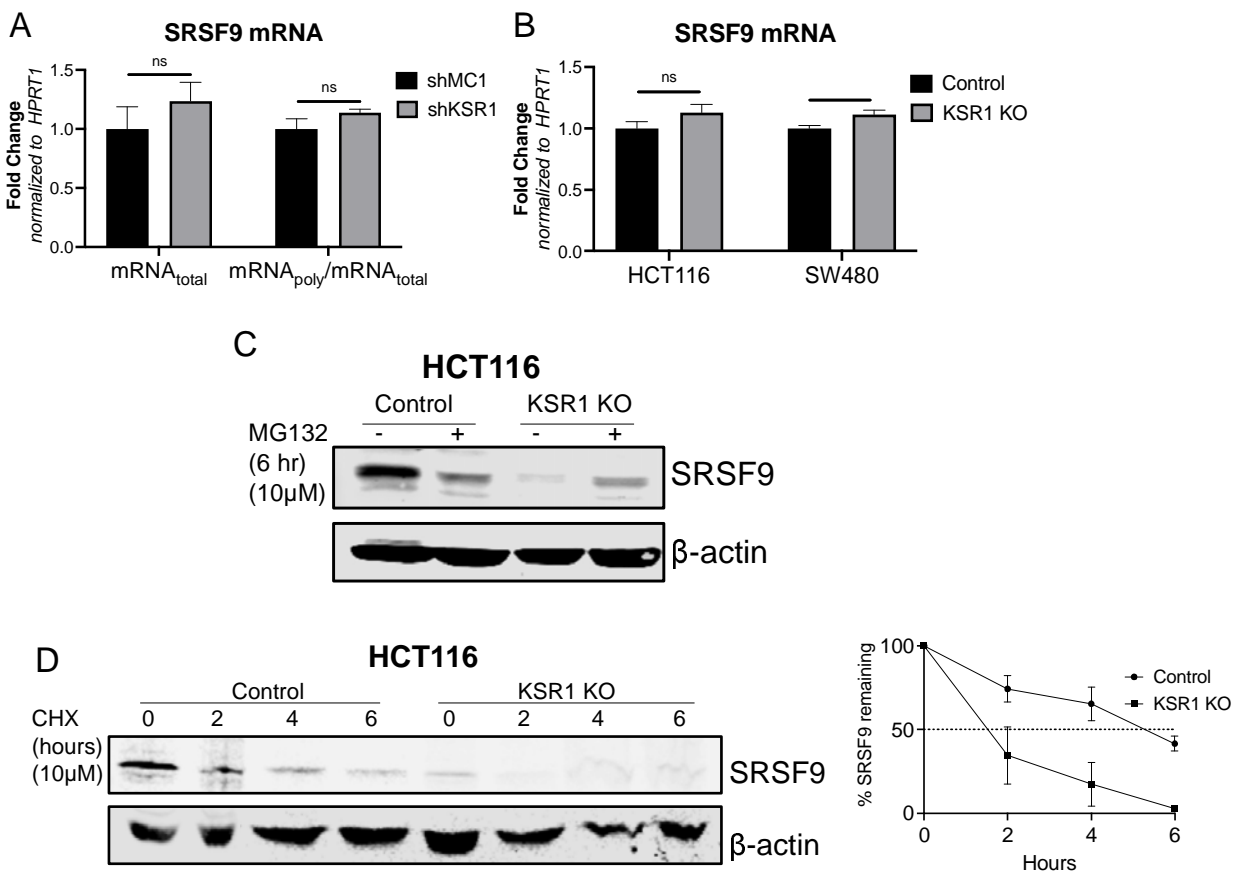 A
SRSF9 mRNA
Fold Change
normalized to HPRT1
1.5
1.0
0.5
0.0
ns
ns
shMC1
shKSR1
mRNAtotal
mRNApoly/mRNAtotal
B
SRSF9 mRNA
Fold Change
normalized to HPRT1
1.5
1.0
0.5
0.0
ns
Control
KSR1 KO
HCT116
SW480
C
HCT116
Control KSR1 KO
MG132 - + - +
(6 hr)
(10μM)
SRSF9
β-actin
D
HCT116
Control KSR1 KO
CHX 0 2 4 6 0 2 4 6
(hours)
(10μM)
SRSF9
β-actin
% SRSF9 remaining
100
50
0
0 2 4 6
Hours
Control
KSR1 KO